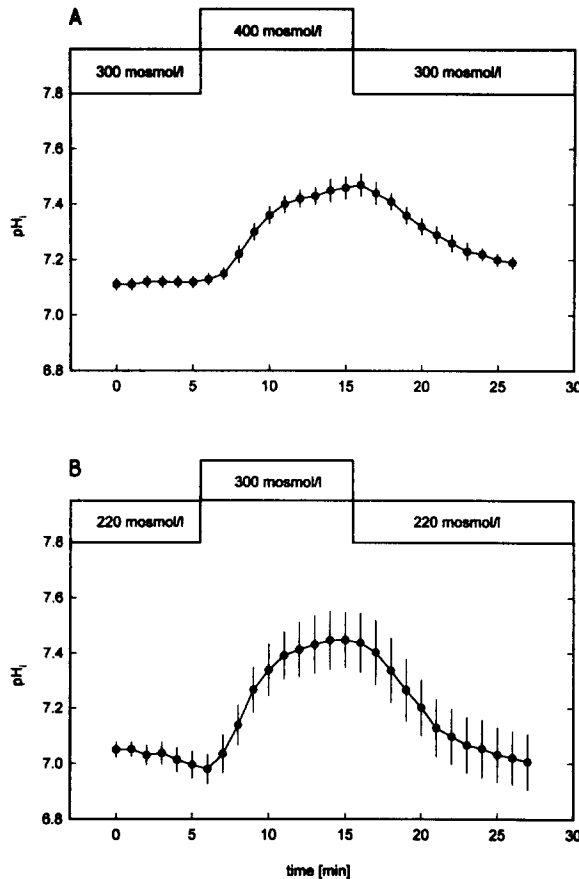 A
400 mosmol/l
300 mosmol/l 300 mosmol/l
7.8
7.6
7.4
7.2
7.0
6.8
pHi
0 5 10 15 20 25 30
B
300 mosmol/l
220 mosmol/l 220 mosmol/l
7.8
7.6
7.4
7.2
7.0
6.8
pHi
0 5 10 15 20 25 30
time [min]